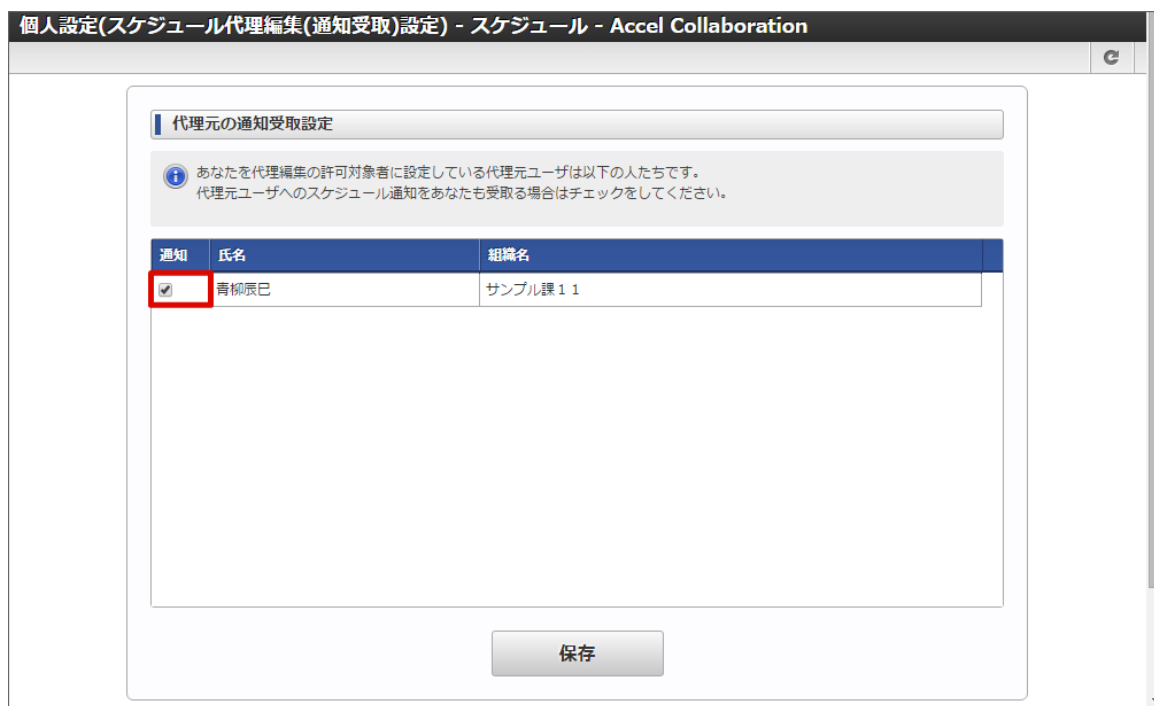 個人設定(スケジュール代理編集(通知受取)設定) - スケジュール - Accel Collaboration
代理元の通知受取設定
あなたを代理編集の許可対象者に設定している代理元ユーザは以下の人たちです。
代理元ユーザへのスケジュール通知をあなたも受取る場合はチェックをしてください。
通知 氏名 組織名
青柳辰巳 サンプル課１１
保存